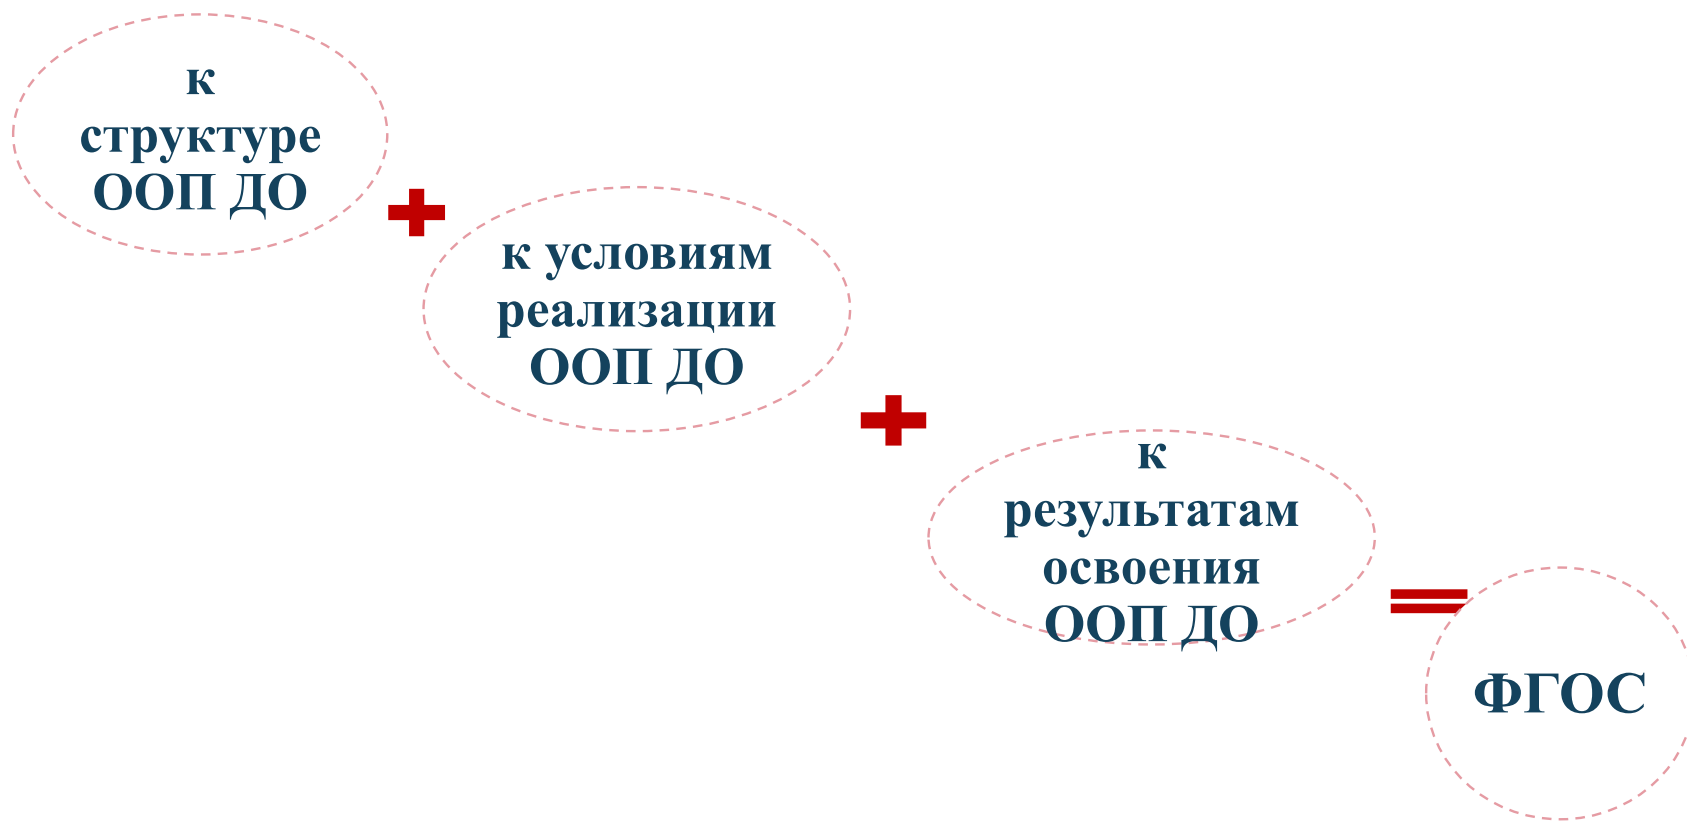 к
структуре
ООП ДО
к условиям
реализации
ООП ДО
к
результатам
освоения
ООП ДО
ФГОС